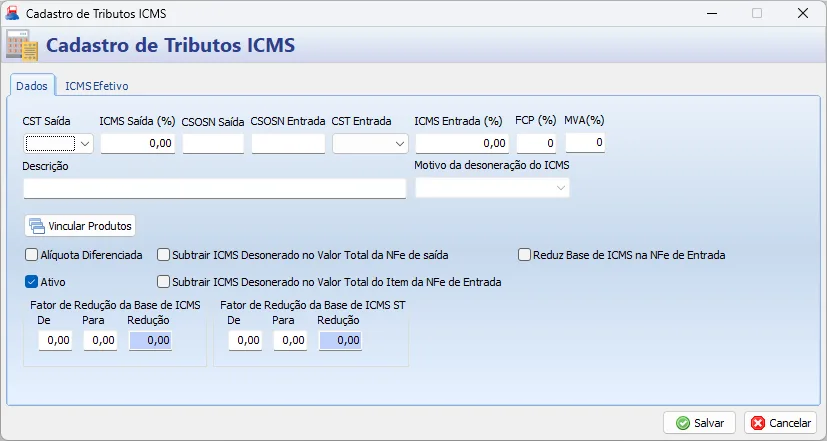 Cadastro de Tributos ICMS
Cadastro de Tributos ICMS
Dados ICMS Efetivo
CST Saída ICMS Saída (%) CSOSN Saída CSOSN Entrada CST Entrada ICMS Entrada (%) FCP (%) MVA(%)
0,00 0,00 0 0
Descrição Motivo da desoneração do ICMS
Vincular Produtos
Alíquota Diferenciada Subtrair ICMS Desonerado no Valor Total da NFe de saída Reduz Base de ICMS na NFe de Entrada
Ativo Subtrair ICMS Desonerado no Valor Total do Item da NFe de Entrada
Fator de Redução da Base de ICMS Fator de Redução da Base de ICMS ST
De Para Redução De Para Redução
0,00 0,00 0,00 0,00 0,00 0,00
Salvar Cancelar